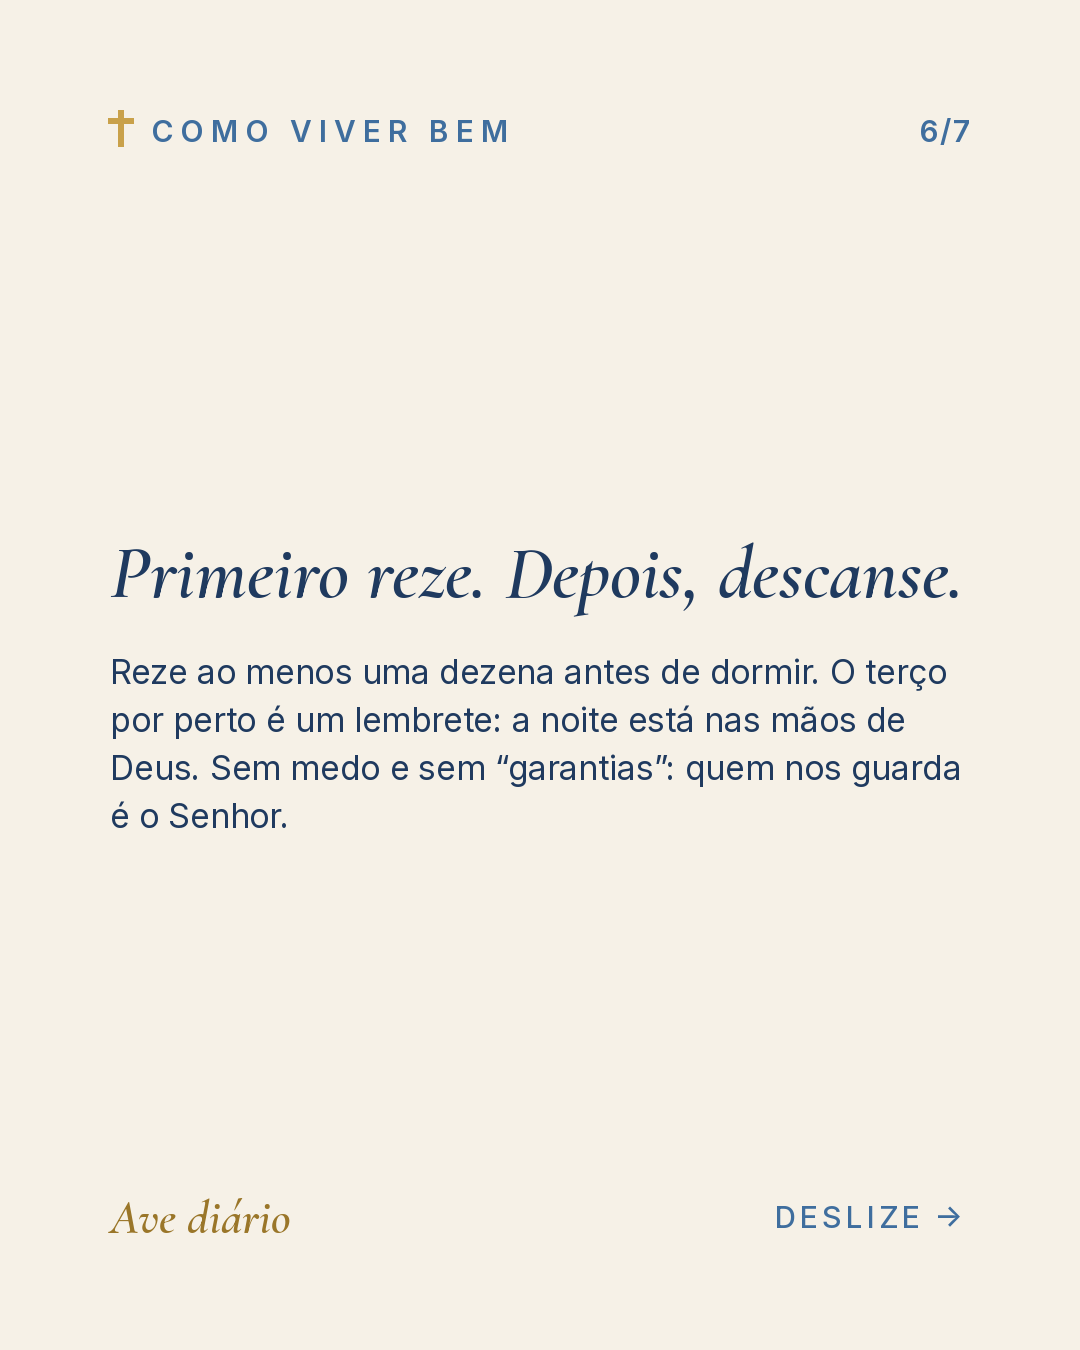 COMO VIVER BEM
6/7
Primeiro reze. Depois, descanse.
Reze ao menos uma dezena antes de dormir. O terço
por perto é um lembrete: a noite está nas mãos de
Deus. Sem medo e sem “garantias”: quem nos guarda
é o Senhor.
Ave diário
DESLIZE →